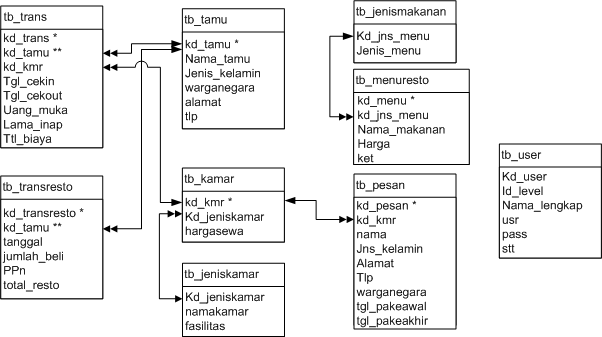 tb_trans
kd_trans *
kd_tamu **
kd_kmr
Tgl_cekin
Tgl_cekout
Uang_muka
Lama_inap
Ttl_biaya
tb_tamu
kd_tamu *
Nama_tamu
Jenis_kelamin
warganegara
alamat
tlp
tb_jenismakanan
Kd_jns_menu
Jenis_menu
tb_menuresto
kd_menu *
kd_jns_menu
Nama_makanan
Harga
ket
tb_user
Kd_user
Id_level
Nama_lengkap
usr
pass
stt
tb_transresto
kd_transresto *
kd_tamu **
tanggal
jumlah_beli
PPn
total_resto
tb_kamar
kd_kmr *
Kd_jeniskamar
hargasewa
tb_jeniskamar
Kd_jeniskamar
namakamar
fasilitas
tb_pesan
kd_pesan *
kd_kmr
nama
Jns_kelamin
Alamat
Tlp
warganegara
tgl_pakeawal
tgl_pakeakhir